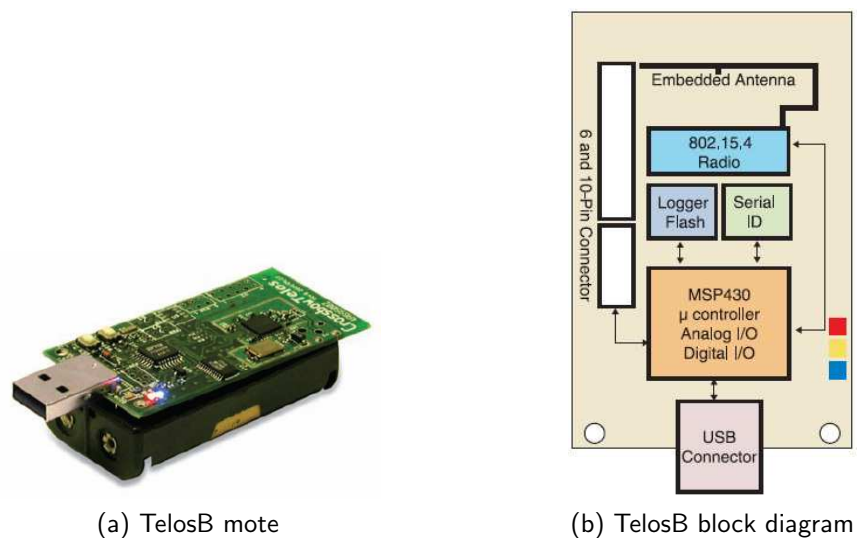 CrossbowTelos
(a) TelosB mote
Embedded Antenna
6 and 10-Pin Connector
802.15.4
Radio
Logger
Flash
Serial
ID
MSP430
μ controller
Analog I/O
Digital I/O
USB
Connector
(b) TelosB block diagram